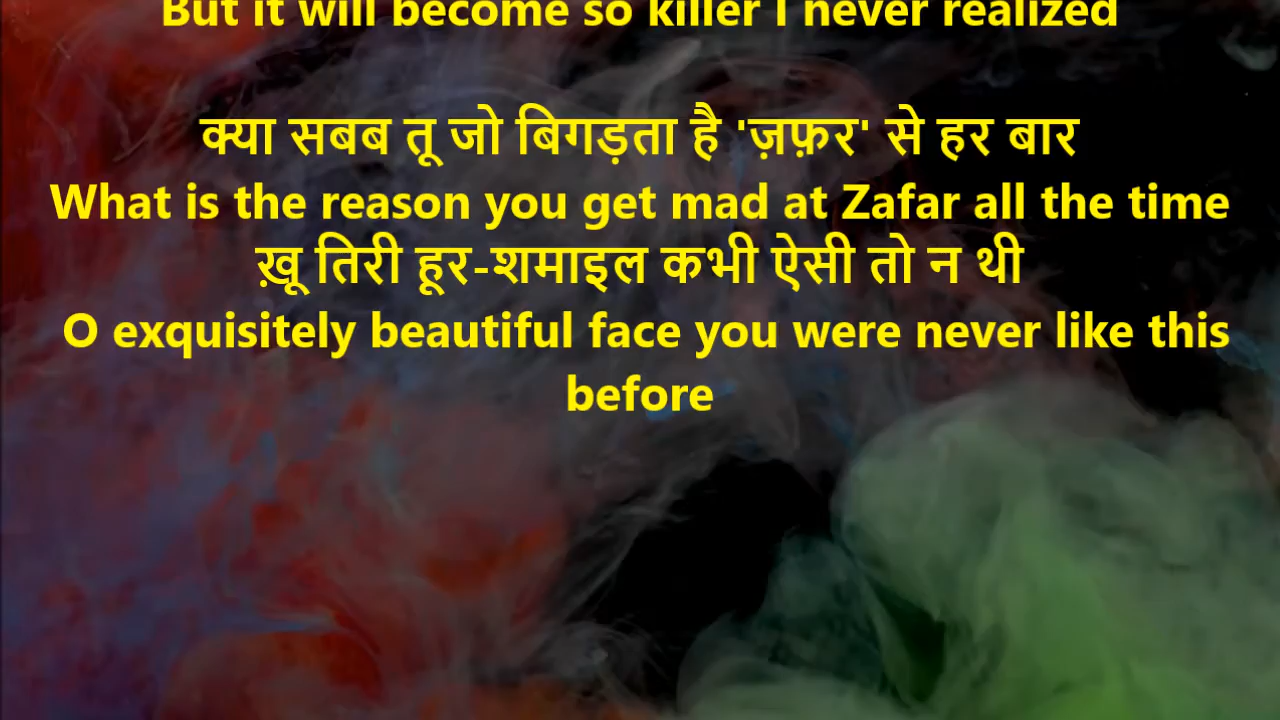 But it will become so killer I never realized
क्या सबब तू जो बिगड़ता है 'ज़फ़र' से हर बार
What is the reason you get mad at Zafar all the time
ख़ू तिरी हूर-शमाइल कभी ऐसी तो न थी
O exquisitely beautiful face you were never like this
before